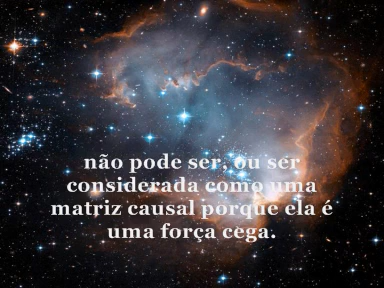 não pode ser, ou ser
considerada como uma
matriz causal porque ela é
uma força cega.